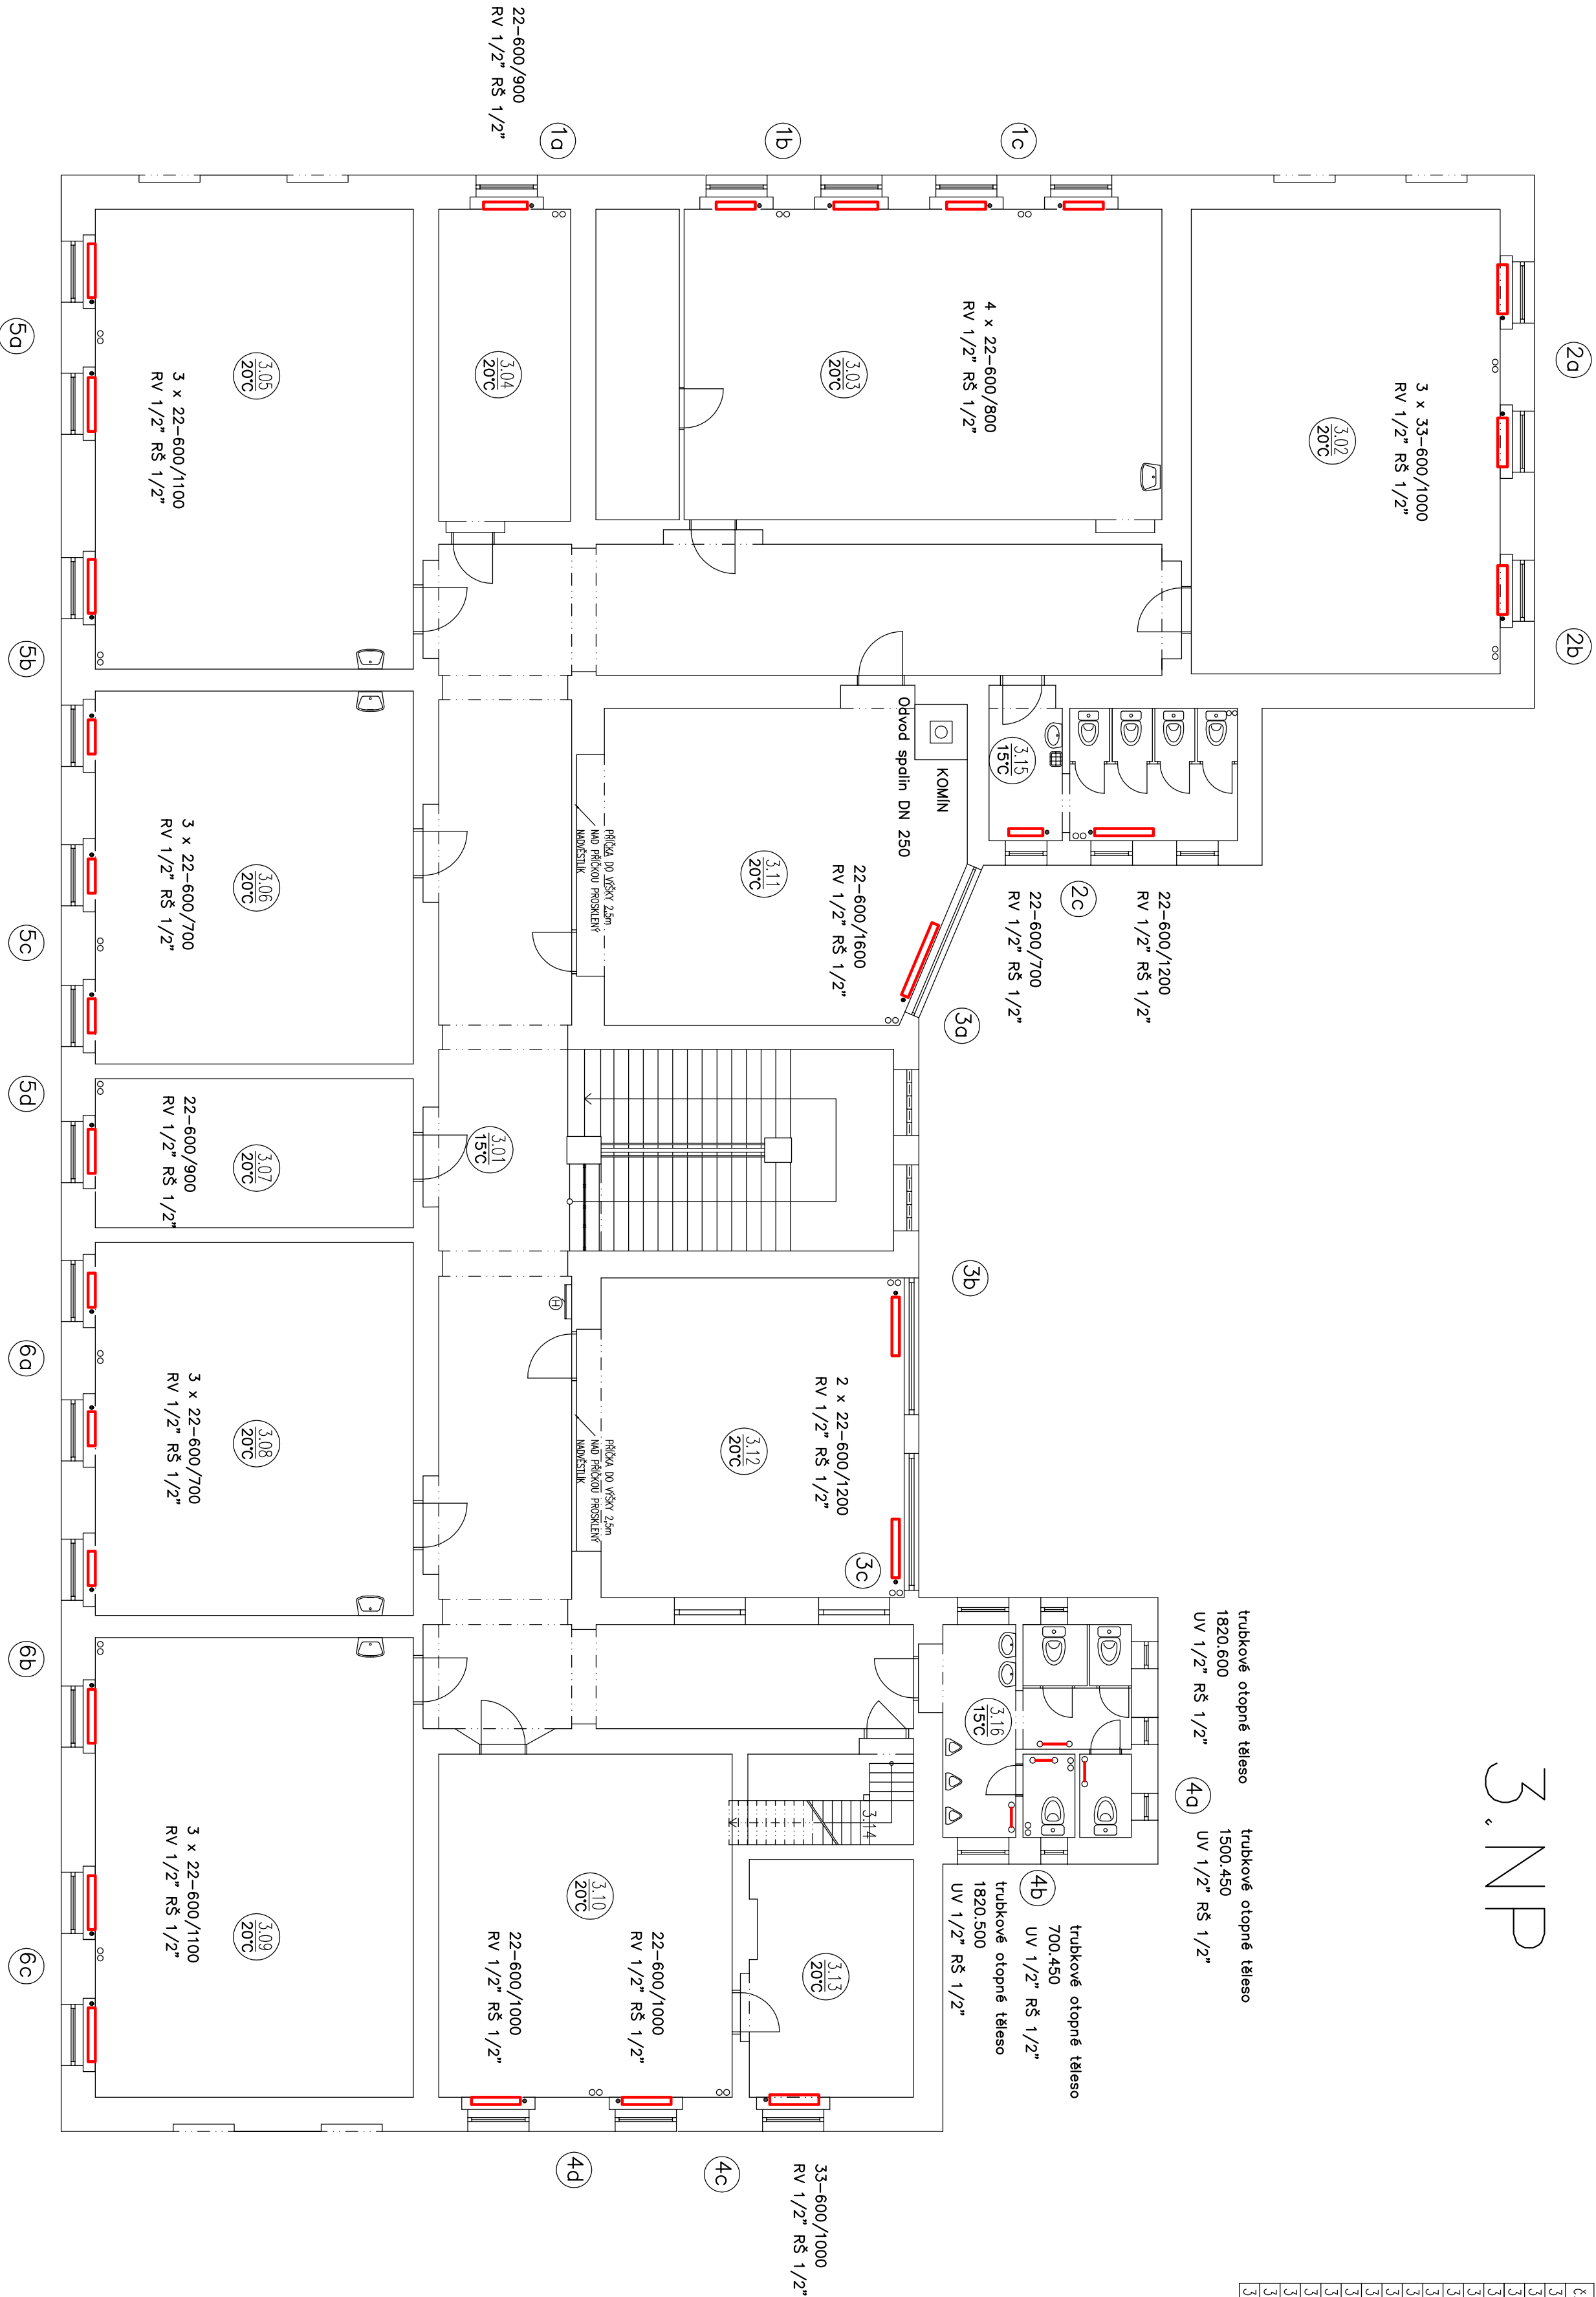 3. NP
2a
2b
3 x 33-600/1000
RV 1/2" RŠ 1/2"
3.02
20°C
1c
1b
1a
4 x 22-600/800
RV 1/2" RŠ 1/2"
3.03
20°C
22-600/900
RV 1/2" RŠ 1/2"
3.04
20°C
3.05
20°C
3 x 22-600/1100
RV 1/2" RŠ 1/2"
5a
5b
22-600/1200
RV 1/2" RŠ 1/2"
2c
22-600/700
RV 1/2" RŠ 1/2"
3.15
15°C
KOMÍN
Odvod spalin DN 250
3a
22-600/1600
RV 1/2" RŠ 1/2"
3.11
20°C
PŘÍČKA DO VÝŠKY 2,5m
NAD PŘÍČKOU PROSKLENÝ
NADVĚSTLÍK
3.06
20°C
3 x 22-600/700
RV 1/2" RŠ 1/2"
5c
5d
3.01
15°C
3.07
20°C
22-600/900
RV 1/2" RŠ 1/2"
3b
2 x 22-600/1200
RV 1/2" RŠ 1/2"
3.12
20°C
3c
H
PŘÍČKA DO VÝŠKY 2,5m
NAD PŘÍČKOU PROSKLENÝ
NADVĚSTLÍK
3.08
20°C
3 x 22-600/700
RV 1/2" RŠ 1/2"
6a
6b
trubkové otopné těleso
1820.600
UV 1/2" RŠ 1/2"
4a
trubkové otopné těleso
1500.450
UV 1/2" RŠ 1/2"
3.16
15°C
4b
trubkové otopné těleso
700.450
UV 1/2" RŠ 1/2"
trubkové otopné těleso
1820.500
UV 1/2" RŠ 1/2"
3.14
3.13
20°C
3.10
20°C
22-600/1000
RV 1/2" RŠ 1/2"
22-600/1000
RV 1/2" RŠ 1/2"
3.09
20°C
3 x 22-600/1100
RV 1/2" RŠ 1/2"
6c
4d
4c
33-600/1000
RV 1/2" RŠ 1/2"